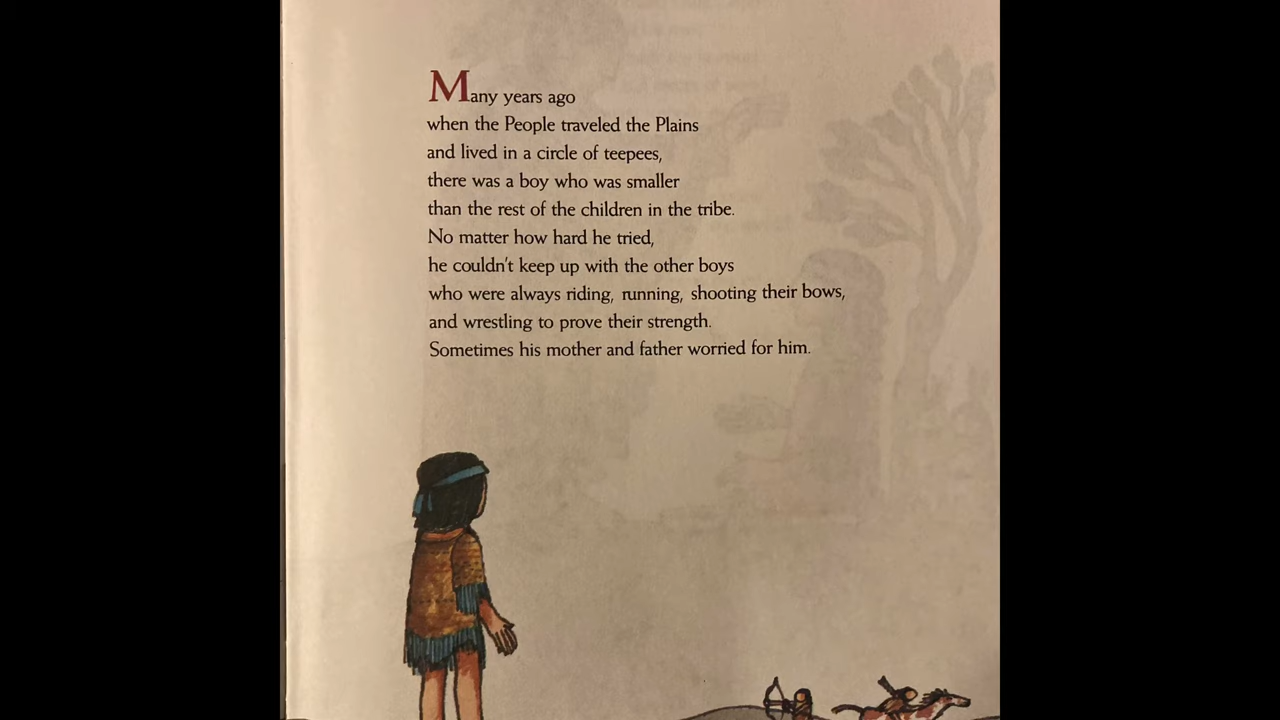 Many years ago
when the People traveled the Plains
and lived in a circle of teepees,
there was a boy who was smaller
than the rest of the children in the tribe.
No matter how hard he tried,
he couldn't keep up with the other boys
who were always riding, running, shooting their bows,
and wrestling to prove their strength.
Sometimes his mother and father worried for him.